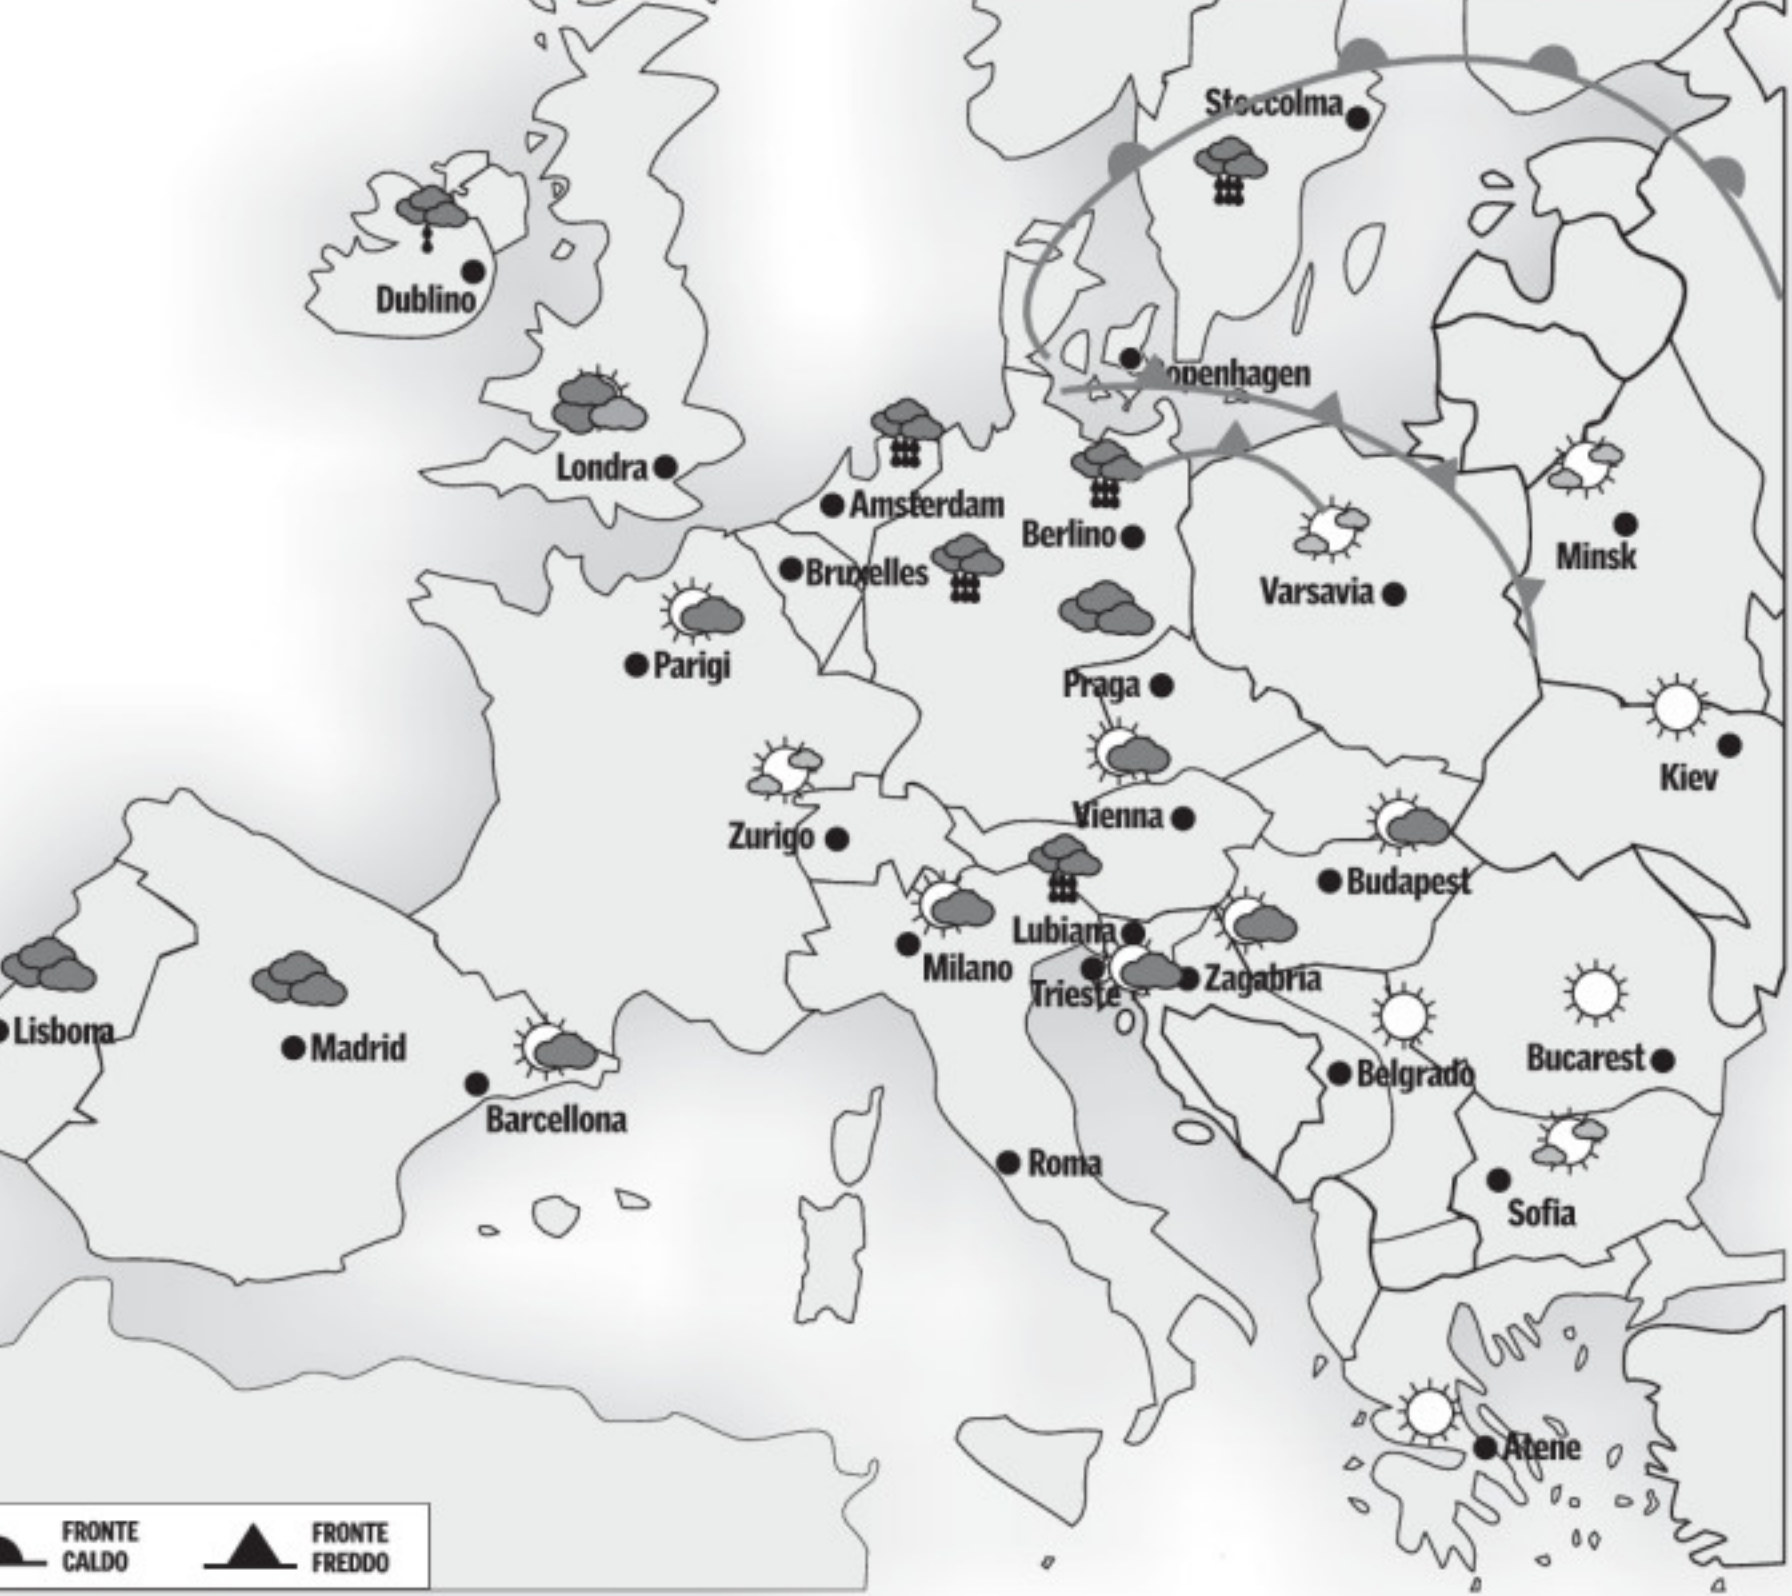 Stoccolma
Dublino
openhagen
Londra
Amsterdam
Berlino
Bruxelles
Minsk
Varsavia
Parigi
Praga
Kiev
Vienna
Zurigo
Budapest
Lubiana
Milano
Zagabria
Trieste
Lisbona
Madrid
Bucarest
Belgrado
Barcellona
Roma
Sofia
Atene
FRONTE
CALDO
FRONTE
FREDDO